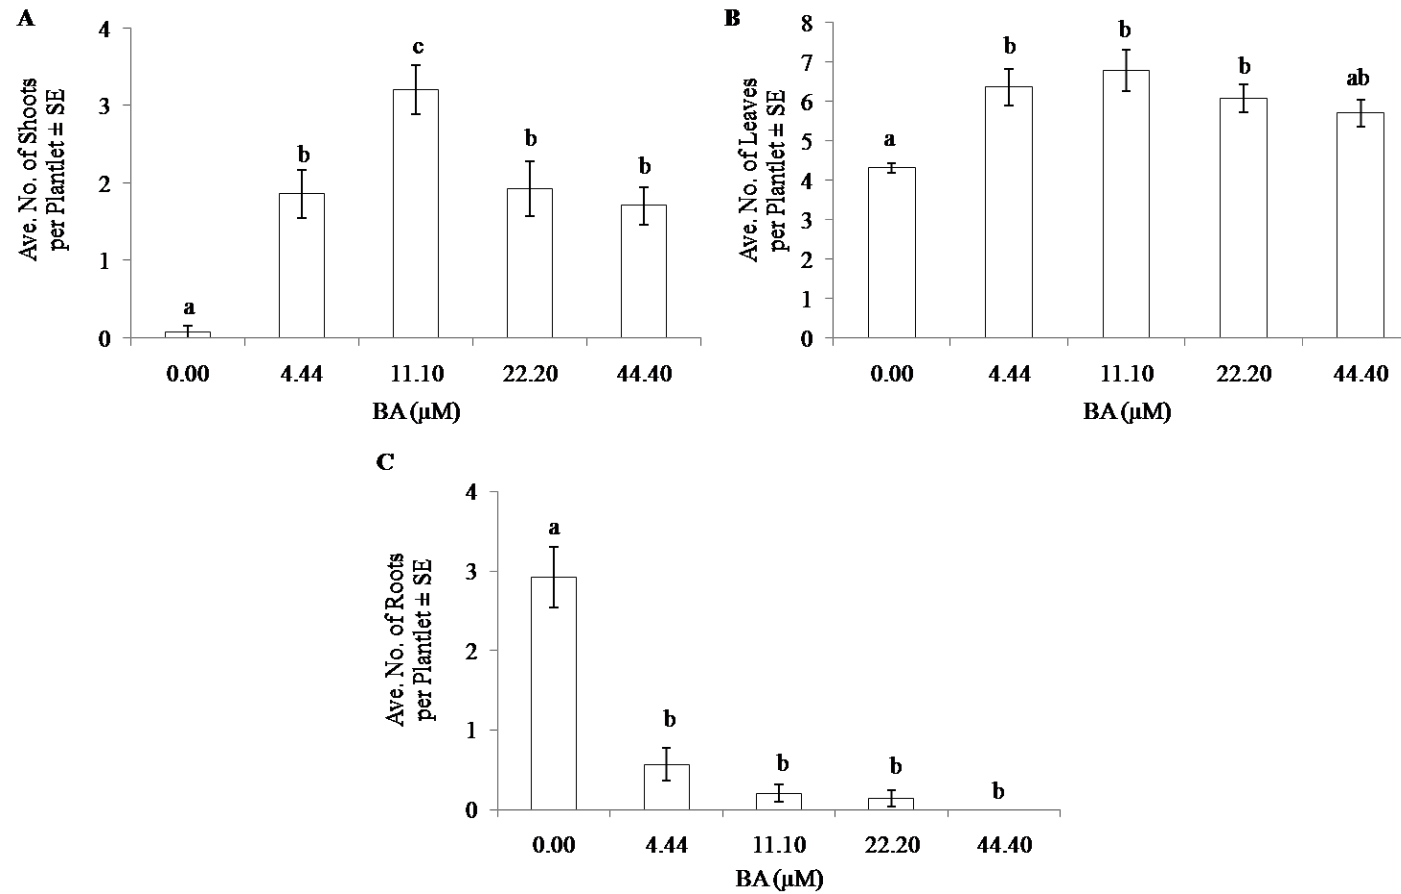 A
Ave. No. of Shoots
per Plantlet ± SE
4
3
2
1
0
a
b
c
b
b
0.00 4.44 11.10 22.20 44.40
BA (µM)
B
Ave. No. of Leaves
per Plantlet ± SE
8
7
6
5
4
3
2
1
0
a
b
b
b
ab
0.00 4.44 11.10 22.20 44.40
BA (µM)
C
Ave. No. of Roots
per Plantlet ± SE
4
3
2
1
0
a
b
b
b
b
0.00 4.44 11.10 22.20 44.40
BA (µM)